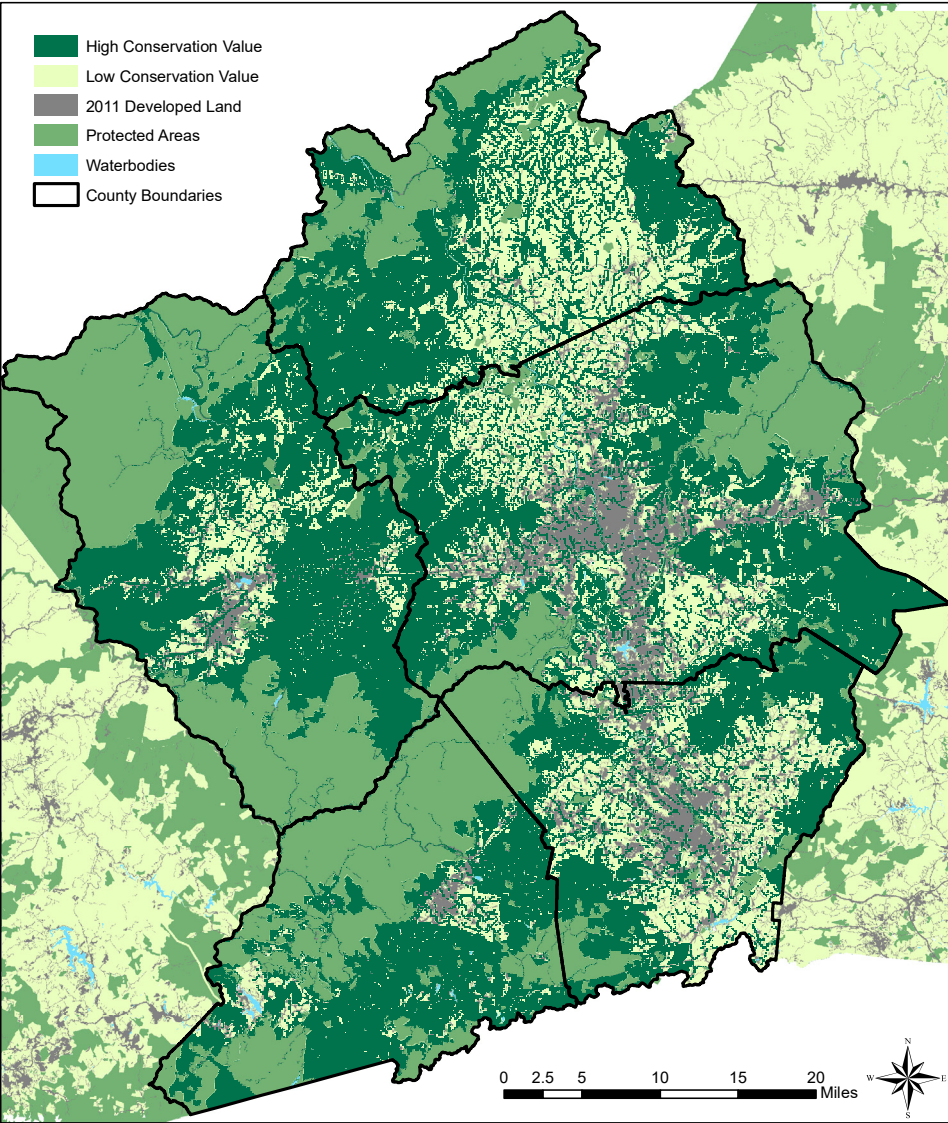 High Conservation Value
Low Conservation Value
2011 Developed Land
Protected Areas
Waterbodies
County Boundaries
N
W E
S
0 2.5 5 10 15 20
Miles